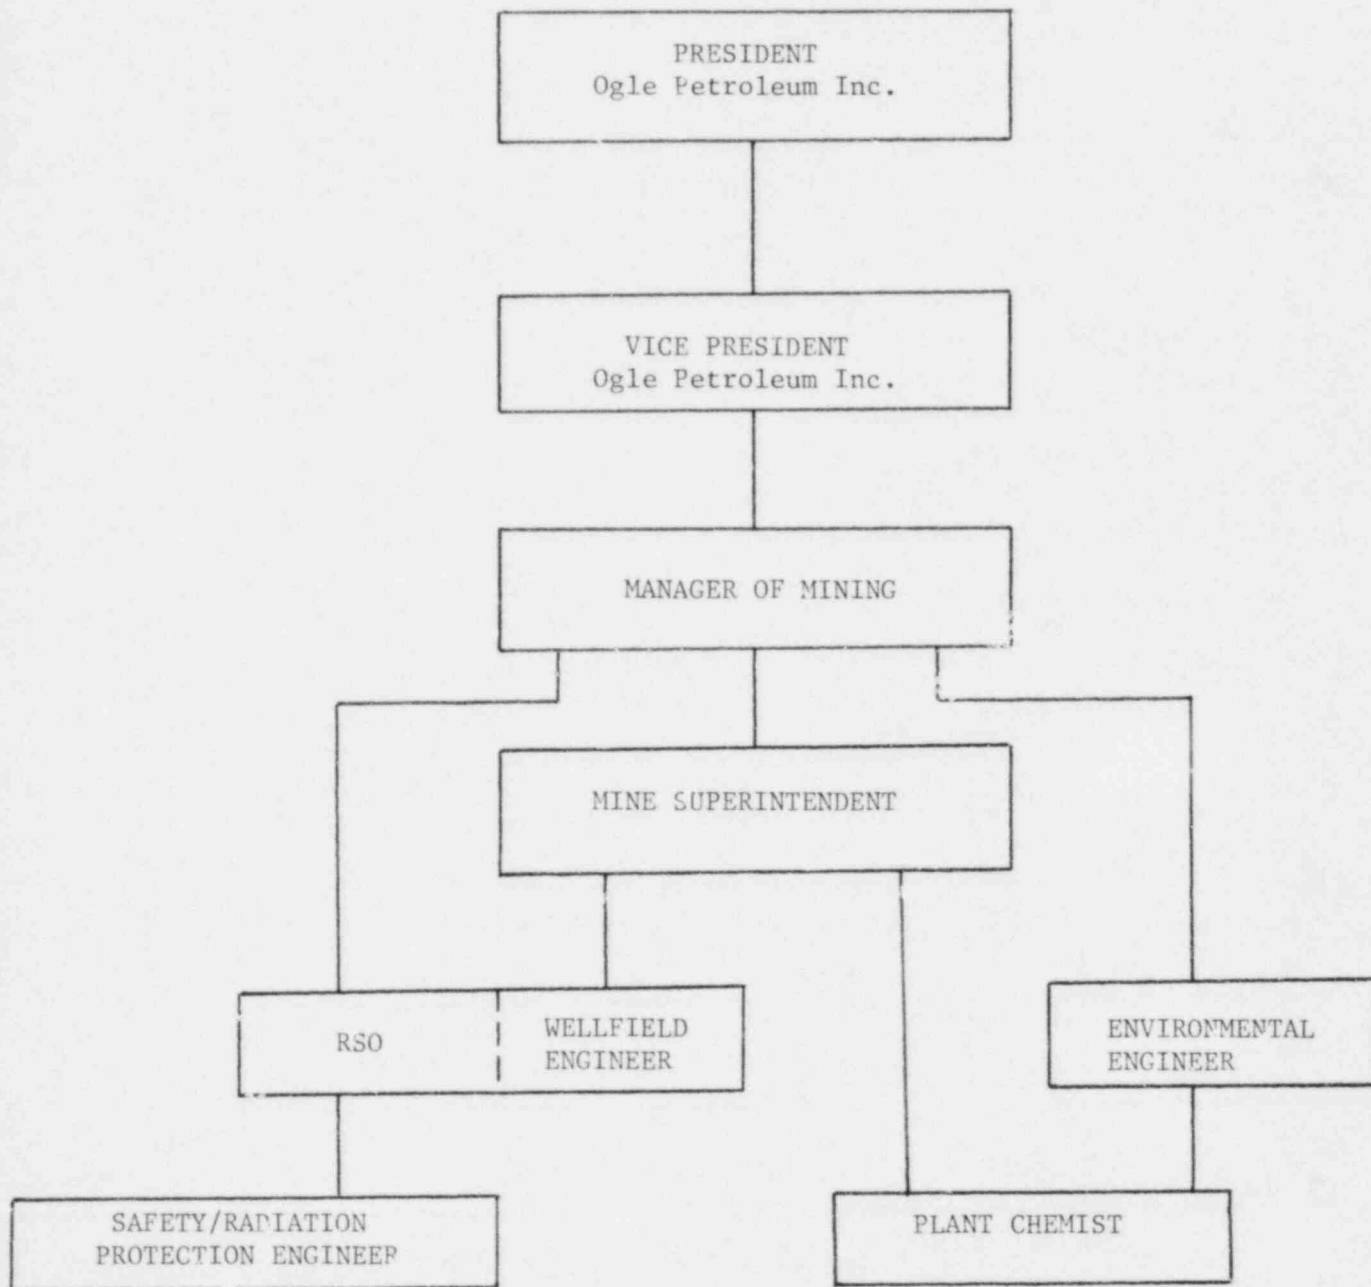 PRESIDENT
Ogle Petroleum Inc.
VICE PRESIDENT
Ogle Petroleum Inc.
MANAGER OF MINING
MINE SUPERINTENDENT
RSO
WELLFIELD
ENGINEER
ENVIRONMENTAL
ENGINEER
SAFETY/RADIATION
PROTECTION ENGINEER
PLANT CHEMIST